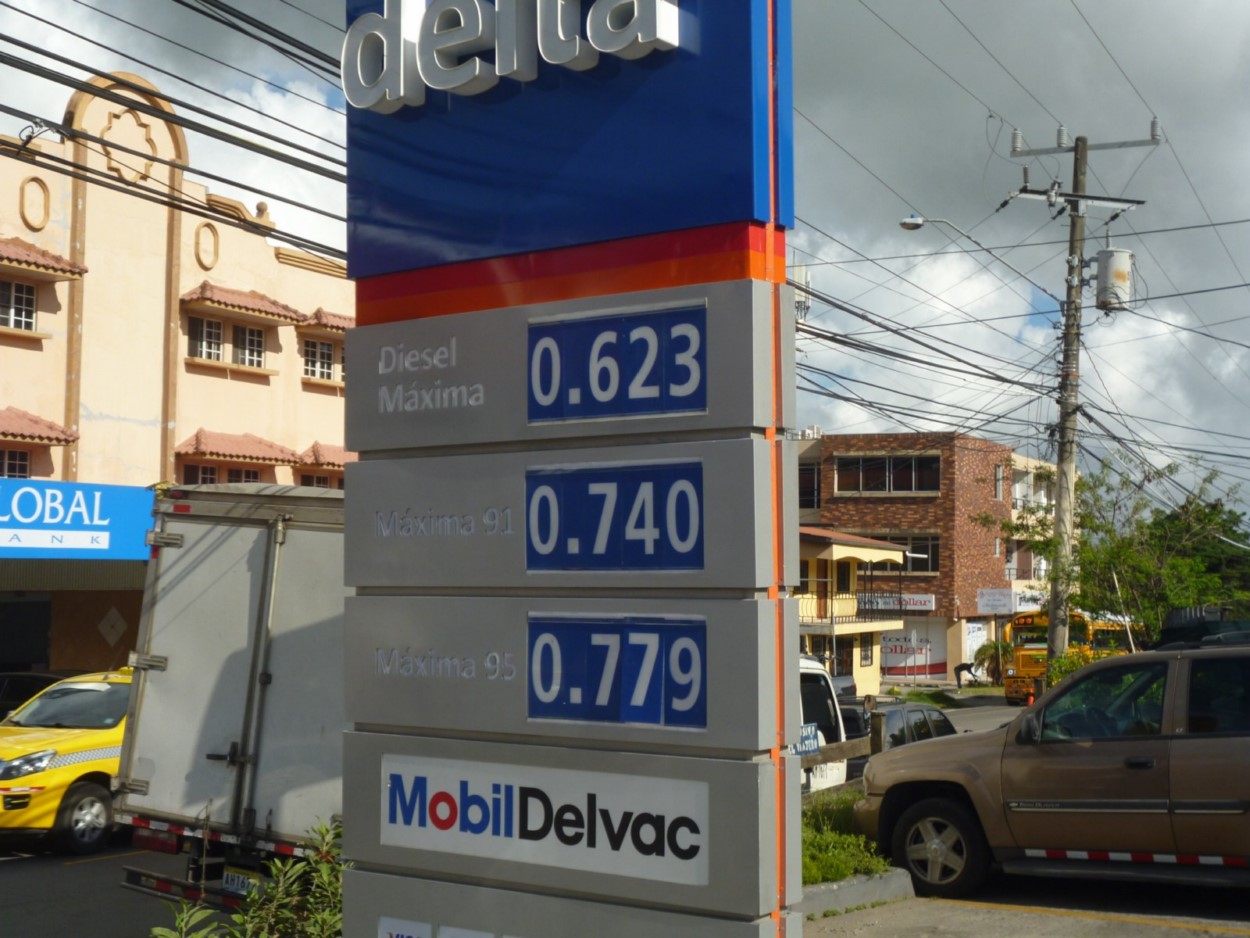 delta
Diesel
Máxima
0.623
Máxima 91
0.740
Máxima 95
0.779
MobilDelvac
LOBAL
ANK